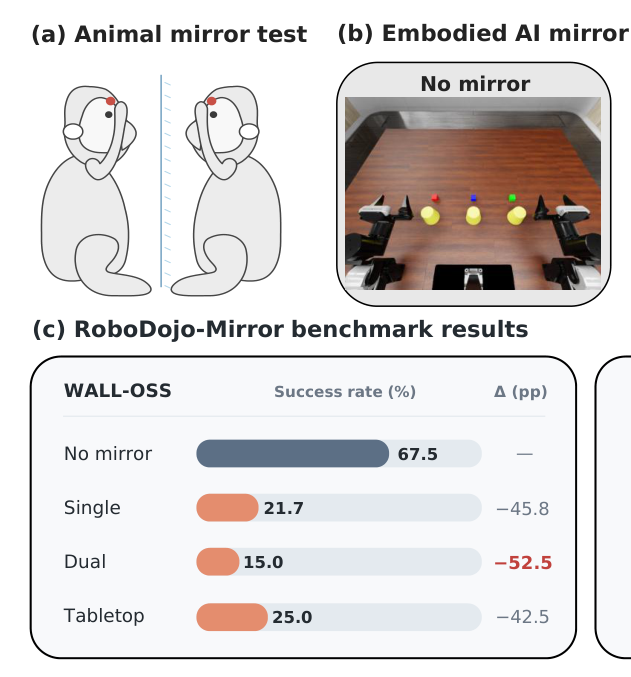 (a) Animal mirror test
(b) Embodied AI mirror
No mirror
(c) RoboDojo-Mirror benchmark results
WALL-OSS Success rate (%) Δ (pp)
No mirror 67.5 —
Single 21.7 −45.8
Dual 15.0 −52.5
Tabletop 25.0 −42.5